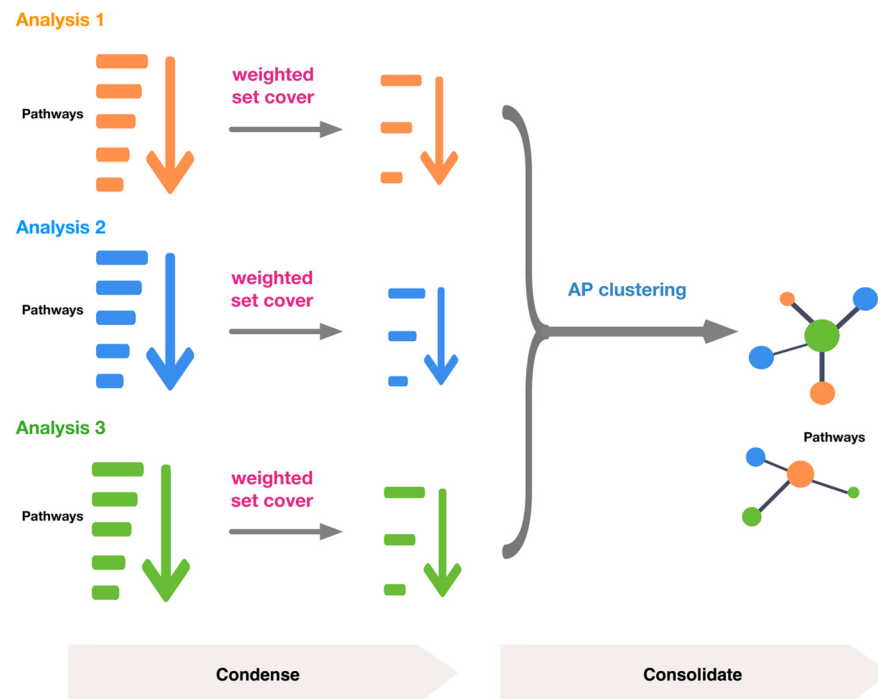 Analysis 1
Pathways
weighted
set cover
Analysis 2
Pathways
weighted
set cover
AP clustering
Analysis 3
Pathways
weighted
set cover
Pathways
Condense
Consolidate